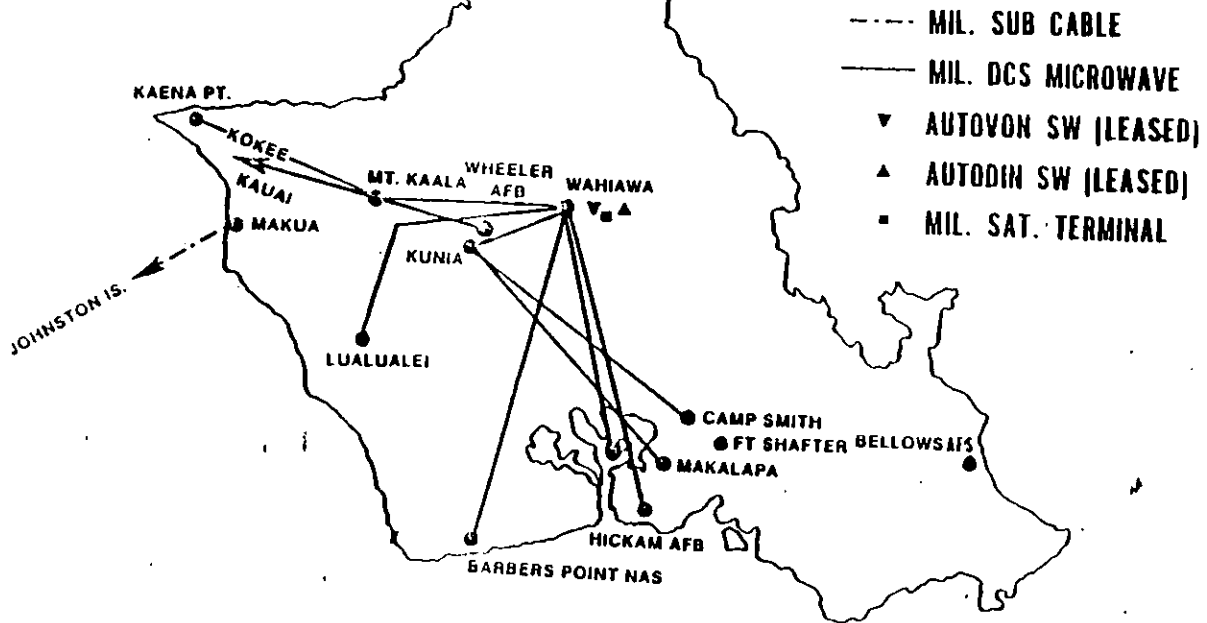 MIL. SUB CABLE
MIL. DCS MICROWAVE
AUTOVON SW (LEASED)
AUTODIN SW (LEASED)
MIL. SAT. TERMINAL
KAENA PT.
KOKEE
KAUAI
MT. KAALA
WHEELER
AFB
WAHIAWA
MAKUA
KUNIA
JOHNSTON IS.
LUALUALEI
CAMP SMITH
FT SHAFTER
BELLOWS AFS
MAKALAPA
HICKAM AFB
BARBERS POINT NAS